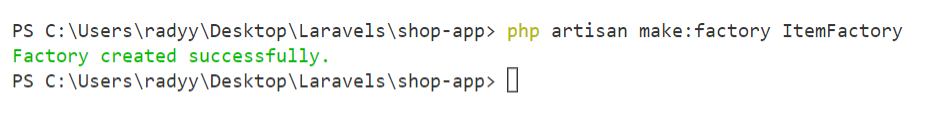 PS C:\Users\radyy\Desktop\Laravels\shop-app> php artisan make:factory ItemFactory
Factory created successfully.
PS C:\Users\radyy\Desktop\Laravels\shop-app>